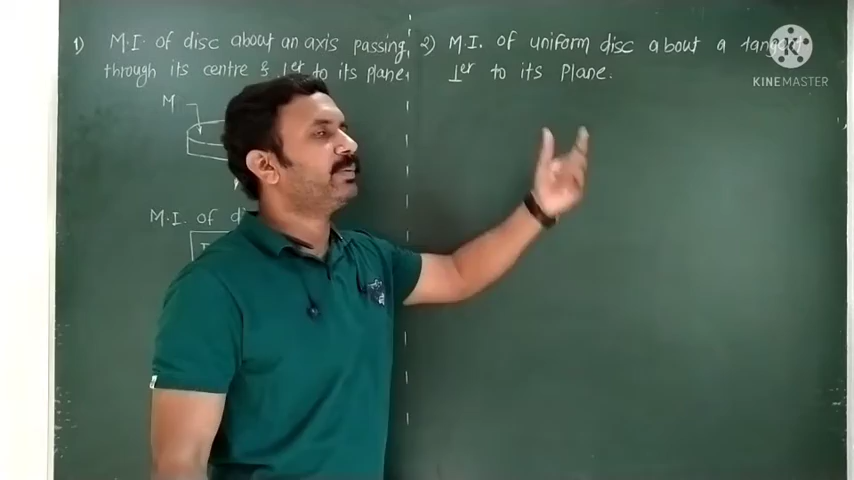 1) M.I. of disc about an axis passing
through its centre & ⊥er to its plane
M
M.I. of
2) M.I. of uniform disc about a tangent
⊥er to its plane.
K
KINEMASTER